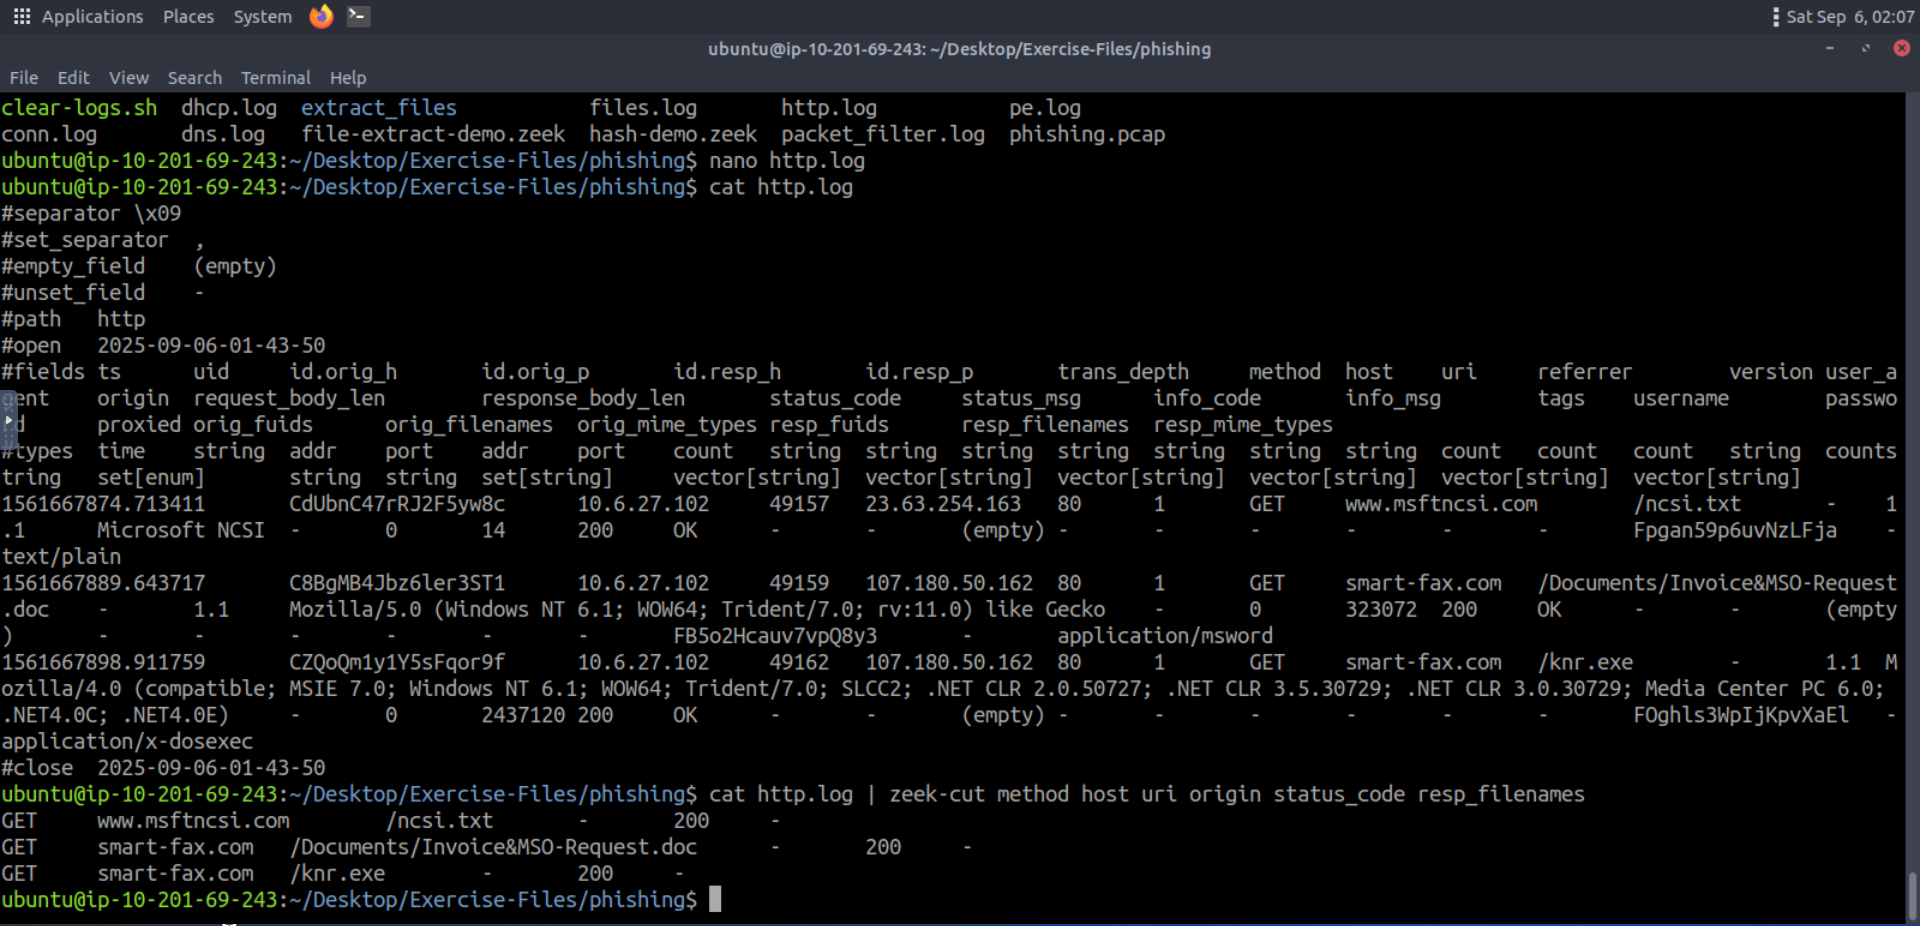 Applications Places System Sat Sep 6, 02:07
ubuntu@ip-10-201-69-243: ~/Desktop/Exercise-Files/phishing
File Edit View Search Terminal Help
clear-logs.sh dhcp.log extract_files files.log http.log pe.log
conn.log dns.log file-extract-demo.zeek hash-demo.zeek packet_filter.log phishing.pcap
ubuntu@ip-10-201-69-243:~/Desktop/Exercise-Files/phishing$ nano http.log
ubuntu@ip-10-201-69-243:~/Desktop/Exercise-Files/phishing$ cat http.log
#separator \x09
#set_separator ,
#empty_field (empty)
#unset_field -
#path http
#open 2025-09-06-01-43-50
#fields ts uid id.orig_h id.orig_p id.resp_h id.resp_p trans_depth method host uri referrer version user_a
gent origin request_body_len response_body_len status_code status_msg info_code info_msg tags username passwo
d proxied orig_fuids orig_filenames orig_mime_types resp_fuids resp_filenames resp_mime_types
#types time string addr port addr port count string string string string string string string count count count string counts
tring set[enum] string string set[string] vector[string] vector[string] vector[string] vector[string] vector[string] vector[string]
1561667874.713411 CdUbnC47rRJ2F5yw8c 10.6.27.102 49157 23.63.254.163 80 1 GET www.msftncsi.com /ncsi.txt - 1
.1 Microsoft NCSI - 0 14 200 OK - - (empty) - - - - - - Fpgan59p6uvNzLFja -
text/plain
1561667889.643717 C8BgMB4Jbz6ler3ST1 10.6.27.102 49159 107.180.50.162 80 1 GET smart-fax.com /Documents/Invoice&MSO-Request
.doc - 1.1 Mozilla/5.0 (Windows NT 6.1; WOW64; Trident/7.0; rv:11.0) like Gecko - 0 323072 200 OK - - (empty
) - - - - - - FB5o2Hcauv7vpQ8y3 - application/msword
1561667898.911759 CZQoQm1y1Y5sFqor9f 10.6.27.102 49162 107.180.50.162 80 1 GET smart-fax.com /knr.exe - 1.1 M
ozilla/4.0 (compatible; MSIE 7.0; Windows NT 6.1; WOW64; Trident/7.0; SLCC2; .NET CLR 2.0.50727; .NET CLR 3.5.30729; .NET CLR 3.0.30729; Media Center PC 6.0;
.NET4.0C; .NET4.0E) - 0 2437120 200 OK - - (empty) - - - - - - FOghls3WpIjKpvXaEl -
application/x-dosexec
#close 2025-09-06-01-43-50
ubuntu@ip-10-201-69-243:~/Desktop/Exercise-Files/phishing$ cat http.log | zeek-cut method host uri origin status_code resp_filenames
GET www.msftncsi.com /ncsi.txt - 200 -
GET smart-fax.com /Documents/Invoice&MSO-Request.doc - 200 -
GET smart-fax.com /knr.exe - 200 -
ubuntu@ip-10-201-69-243:~/Desktop/Exercise-Files/phishing$